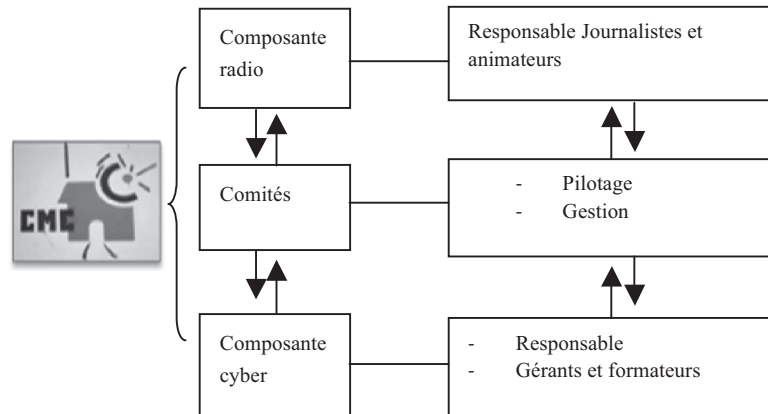 Composante
radio
Responsable Journalistes et
animateurs
CMC
Comités
- Pilotage
- Gestion
Composante
cyber
- Responsable
- Gérants et formateurs